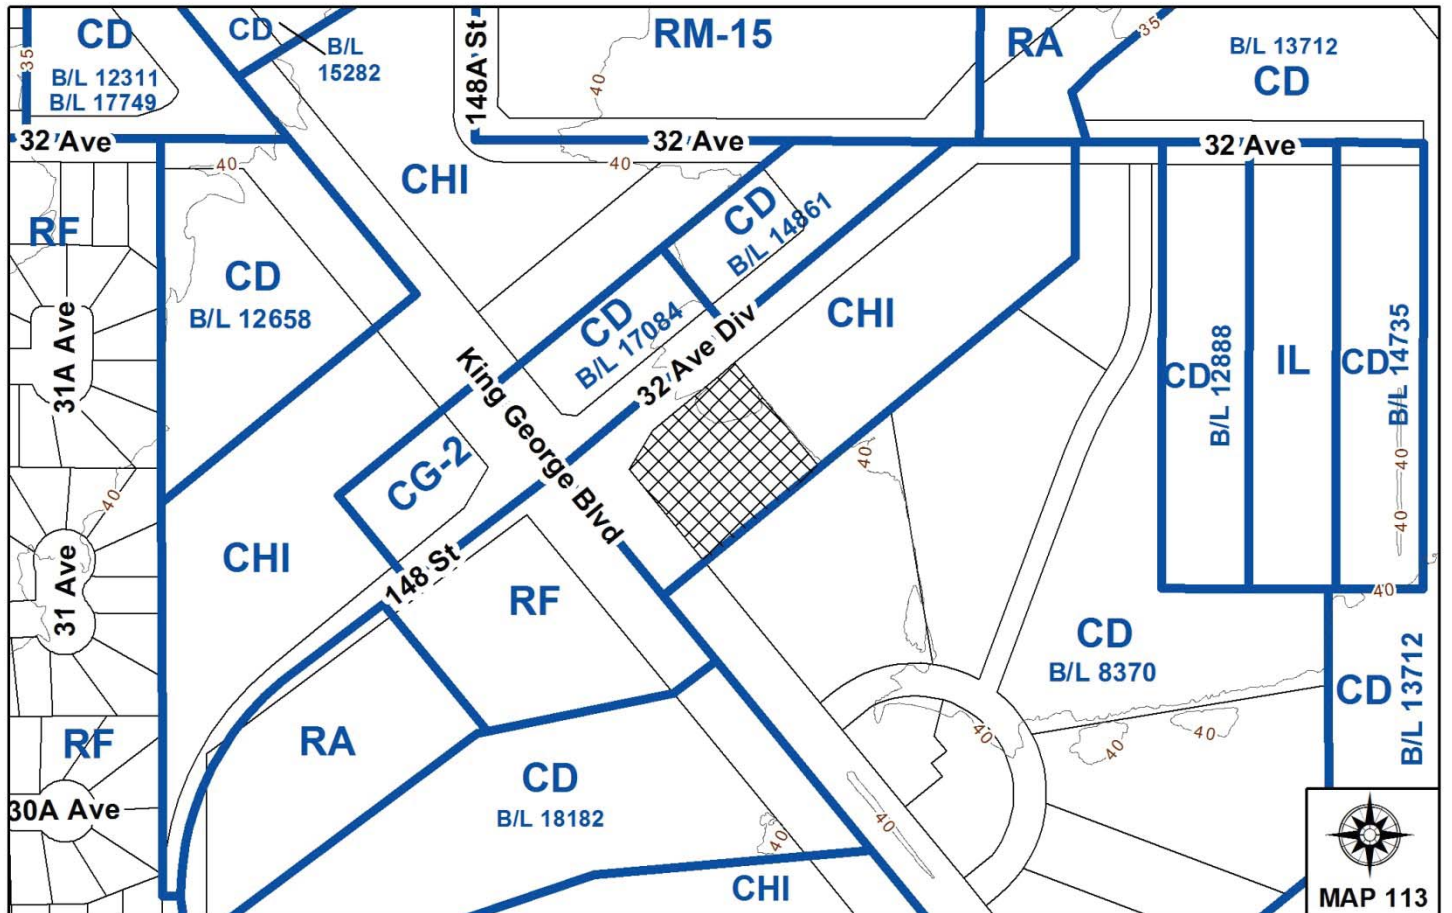 CD
B/L 12311
B/L 17749
35
CD
B/L
15282
148A St
RM-15
40
RA
35
B/L 13712
CD
32 Ave
32 Ave
32 Ave
40
40
RF
CHI
CD
B/L 14861
CD
B/L 12658
CD
B/L 17084
32 Ave Div
CHI
31A Ave
King George Blvd
CD
B/L 12888
IL
CD
B/L 14735
CG-2
40
40
40
40
31 Ave
CHI
148 St
RF
40
CD
B/L 8370
CD
B/L 13712
RF
RA
40
40
40
30A Ave
CD
B/L 18182
40
40
CHI
MAP 113